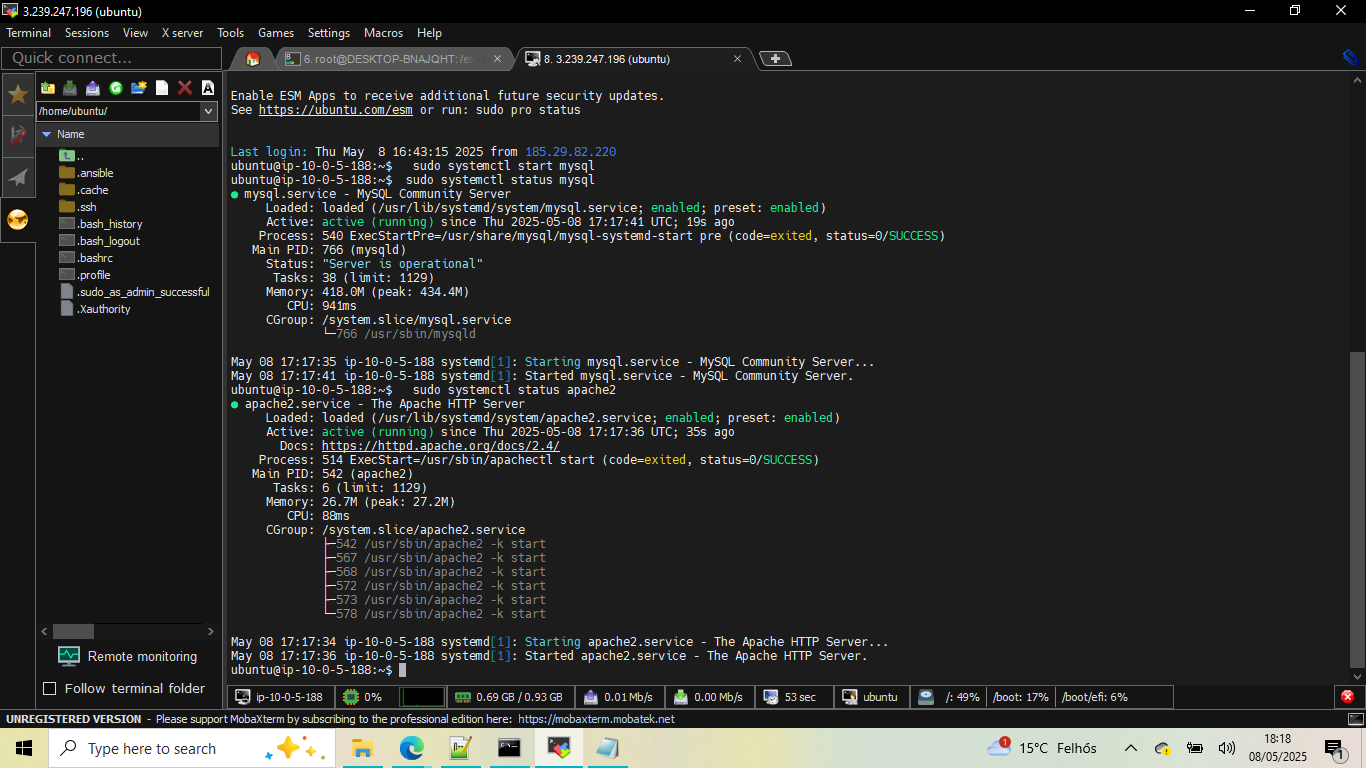 3.239.247.196 (ubuntu)
Terminal Sessions View X server Tools Games Settings Macros Help
Quick connect...
6. root@DESKTOP-BNAJQHT: /e
8. 3.239.247.196 (ubuntu)
/home/ubuntu/
Name
..
.ansible
.cache
.ssh
.bash_history
.bash_logout
.bashrc
.profile
.sudo_as_admin_successful
.Xauthority
Remote monitoring
Follow terminal folder
Enable ESM Apps to receive additional future security updates.
See https://ubuntu.com/esm or run: sudo pro status
Last login: Thu May  8 16:43:15 2025 from 185.29.82.220
ubuntu@ip-10-0-5-188:~$   sudo systemctl start mysql
ubuntu@ip-10-0-5-188:~$  sudo systemctl status mysql
● mysql.service - MySQL Community Server
     Loaded: loaded (/usr/lib/systemd/system/mysql.service; enabled; preset: enabled)
     Active: active (running) since Thu 2025-05-08 17:17:41 UTC; 19s ago
    Process: 540 ExecStartPre=/usr/share/mysql/mysql-systemd-start pre (code=exited, status=0/SUCCESS)
   Main PID: 766 (mysqld)
     Status: "Server is operational"
      Tasks: 38 (limit: 1129)
     Memory: 418.0M (peak: 434.4M)
        CPU: 941ms
     CGroup: /system.slice/mysql.service
             └─766 /usr/sbin/mysqld
May 08 17:17:35 ip-10-0-5-188 systemd[1]: Starting mysql.service - MySQL Community Server...
May 08 17:17:41 ip-10-0-5-188 systemd[1]: Started mysql.service - MySQL Community Server.
ubuntu@ip-10-0-5-188:~$   sudo systemctl status apache2
● apache2.service - The Apache HTTP Server
     Loaded: loaded (/usr/lib/systemd/system/apache2.service; enabled; preset: enabled)
     Active: active (running) since Thu 2025-05-08 17:17:36 UTC; 35s ago
       Docs: https://httpd.apache.org/docs/2.4/
    Process: 514 ExecStart=/usr/sbin/apachectl start (code=exited, status=0/SUCCESS)
   Main PID: 542 (apache2)
      Tasks: 6 (limit: 1129)
     Memory: 26.7M (peak: 27.2M)
        CPU: 88ms
     CGroup: /system.slice/apache2.service
             ├─542 /usr/sbin/apache2 -k start
             ├─567 /usr/sbin/apache2 -k start
             ├─568 /usr/sbin/apache2 -k start
             ├─572 /usr/sbin/apache2 -k start
             ├─573 /usr/sbin/apache2 -k start
             └─578 /usr/sbin/apache2 -k start
May 08 17:17:34 ip-10-0-5-188 systemd[1]: Starting apache2.service - The Apache HTTP Server...
May 08 17:17:36 ip-10-0-5-188 systemd[1]: Started apache2.service - The Apache HTTP Server.
ubuntu@ip-10-0-5-188:~$
ip-10-0-5-188 0% 0.69 GB / 0.93 GB 0.01 Mb/s 0.00 Mb/s 53 sec ubuntu /: 49% /boot: 17% /boot/efi: 6%
UNREGISTERED VERSION - Please support MobaXterm by subscribing to the professional edition here: https://mobaxterm.mobatek.net
Type here to search
1
15°C Felhős
18:18
08/05/2025
1